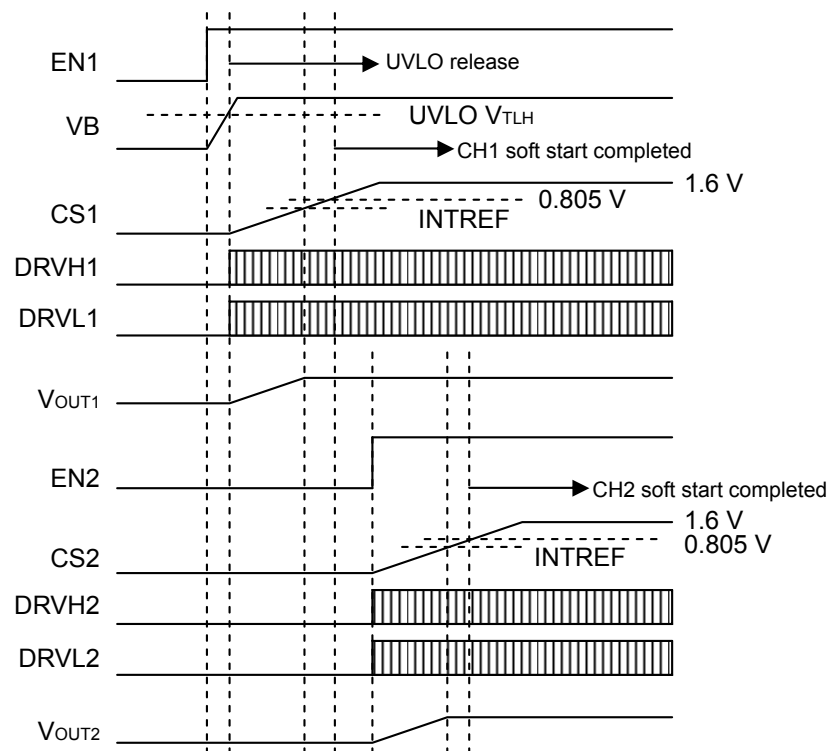 EN1
UVLO release
VB
UVLO VTLH
CH1 soft start completed
CS1
1.6 V
0.805 V
INTREF
DRVH1
DRVL1
VOUT1
EN2
CH2 soft start completed
CS2
1.6 V
0.805 V
INTREF
DRVH2
DRVL2
VOUT2